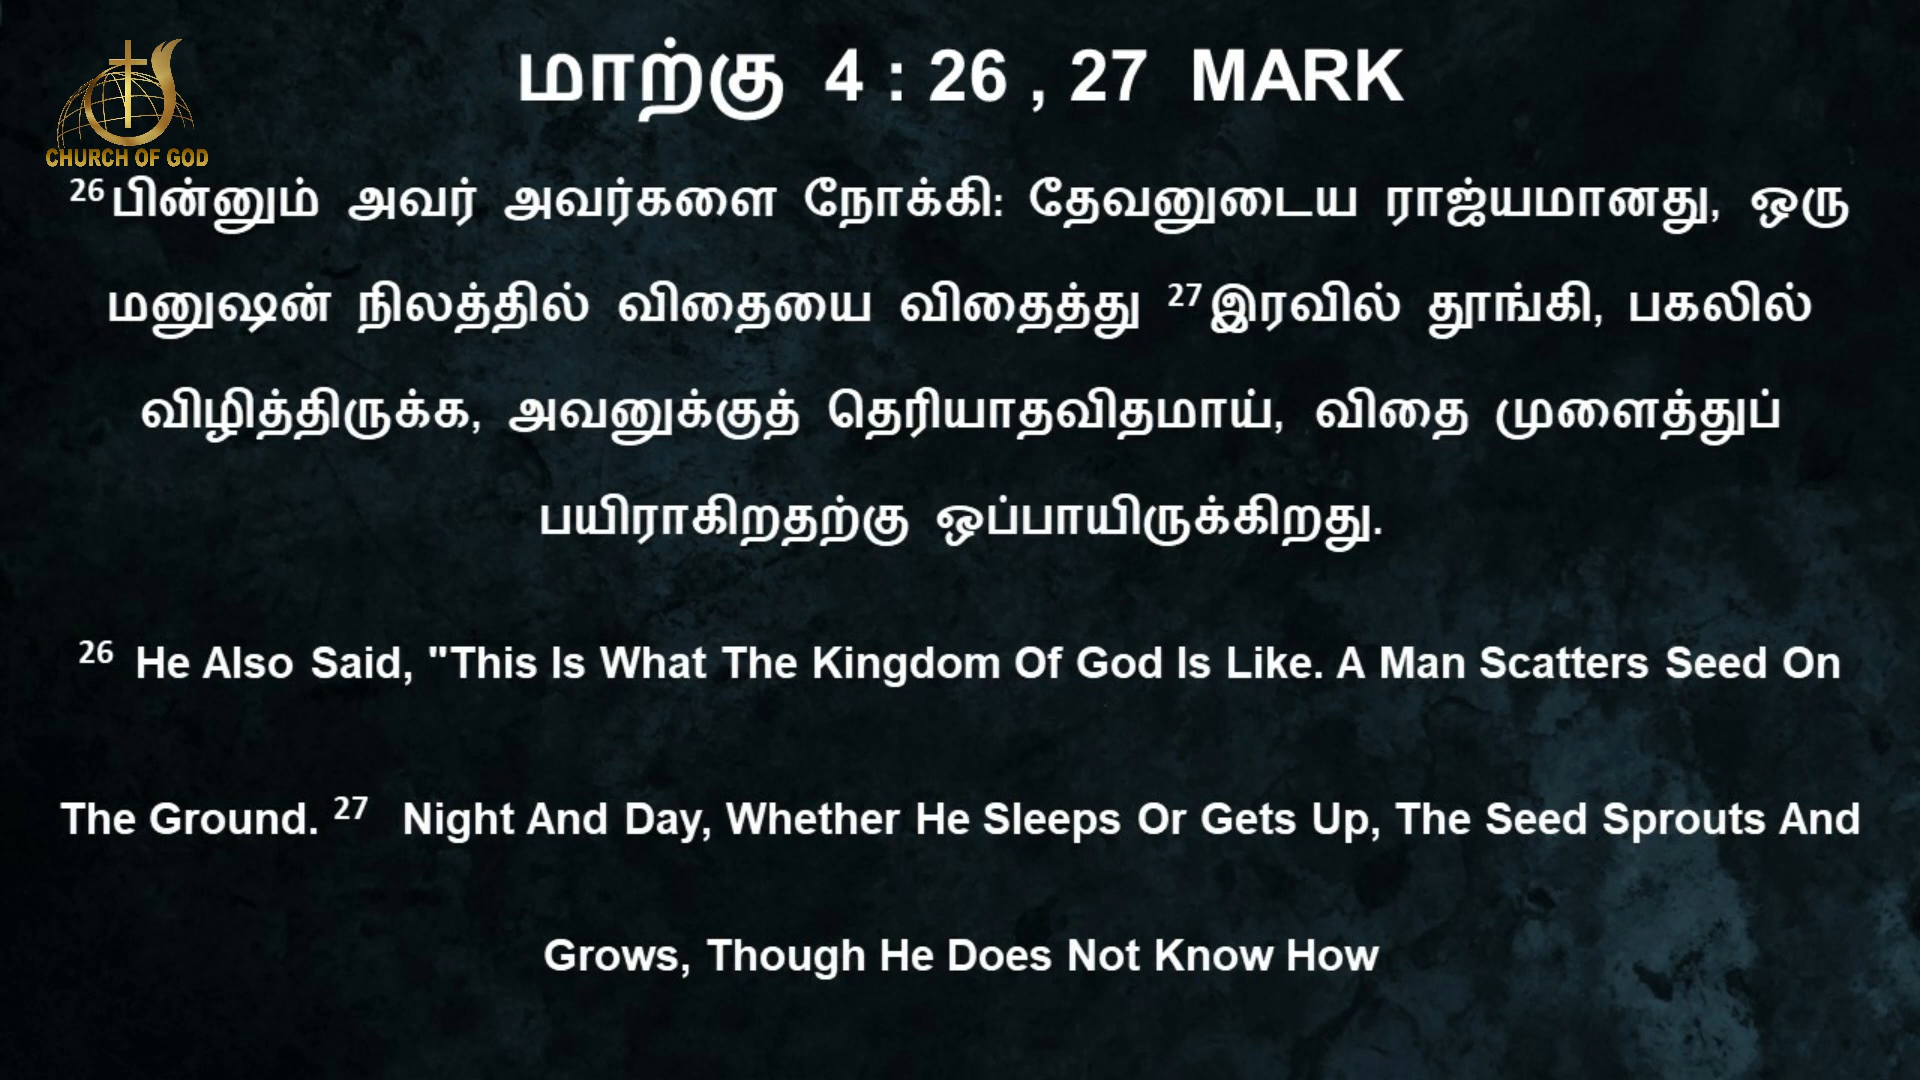 மாற்கு 4 : 26 , 27 MARK
CHURCH OF GOD
26 பின்னும் அவர் அவர்களை நோக்கி: தேவனுடைய ராஜ்யமானது, ஒரு
மனுஷன் நிலத்தில் விதையை விதைத்து 27 இரவில் தூங்கி, பகலில்
விழித்திருக்க, அவனுக்குத் தெரியாதவிதமாய், விதை முளைத்துப்
பயிராகிறதற்கு ஒப்பாயிருக்கிறது.
26 He Also Said, "This Is What The Kingdom Of God Is Like. A Man Scatters Seed On
The Ground. 27 Night And Day, Whether He Sleeps Or Gets Up, The Seed Sprouts And
Grows, Though He Does Not Know How